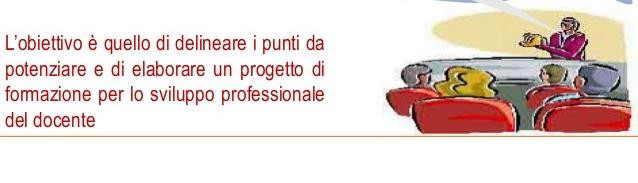 L’obiettivo è quello di delineare i punti da
potenziare e di elaborare un progetto di
formazione per lo sviluppo professionale
del docente